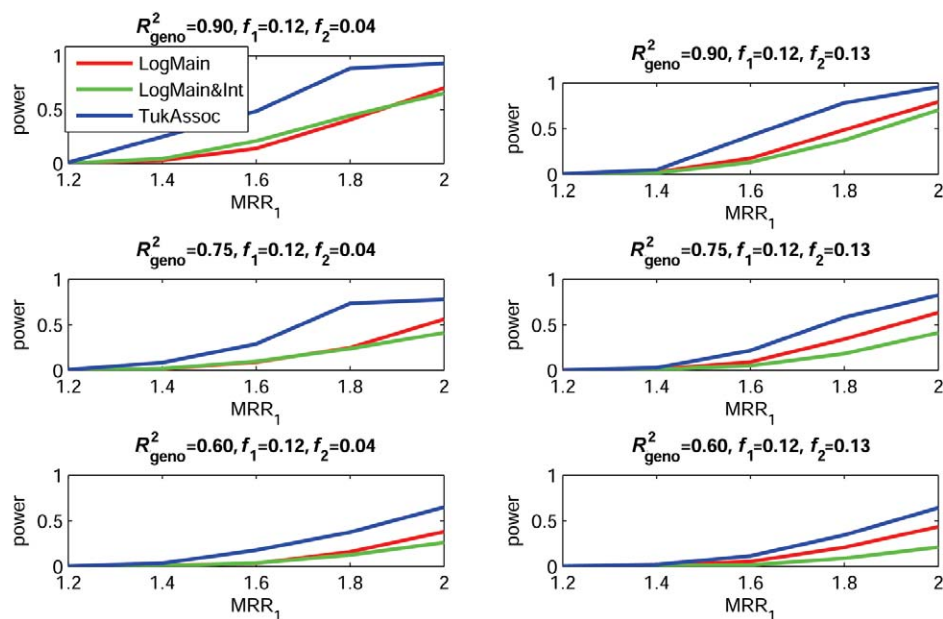 R²geno=0.90, f1=0.12, f2=0.04
LogMain
LogMain&Int
TukAssoc
power
1
0.5
0
1.2 1.4 1.6 1.8 2
MRR1
R²geno=0.90, f1=0.12, f2=0.13
power
1
0.5
0
1.2 1.4 1.6 1.8 2
MRR1
R²geno=0.75, f1=0.12, f2=0.04
power
1
0.5
0
1.2 1.4 1.6 1.8 2
MRR1
R²geno=0.75, f1=0.12, f2=0.13
power
1
0.5
0
1.2 1.4 1.6 1.8 2
MRR1
R²geno=0.60, f1=0.12, f2=0.04
power
1
0.5
0
1.2 1.4 1.6 1.8 2
MRR1
R²geno=0.60, f1=0.12, f2=0.13
power
1
0.5
0
1.2 1.4 1.6 1.8 2
MRR1